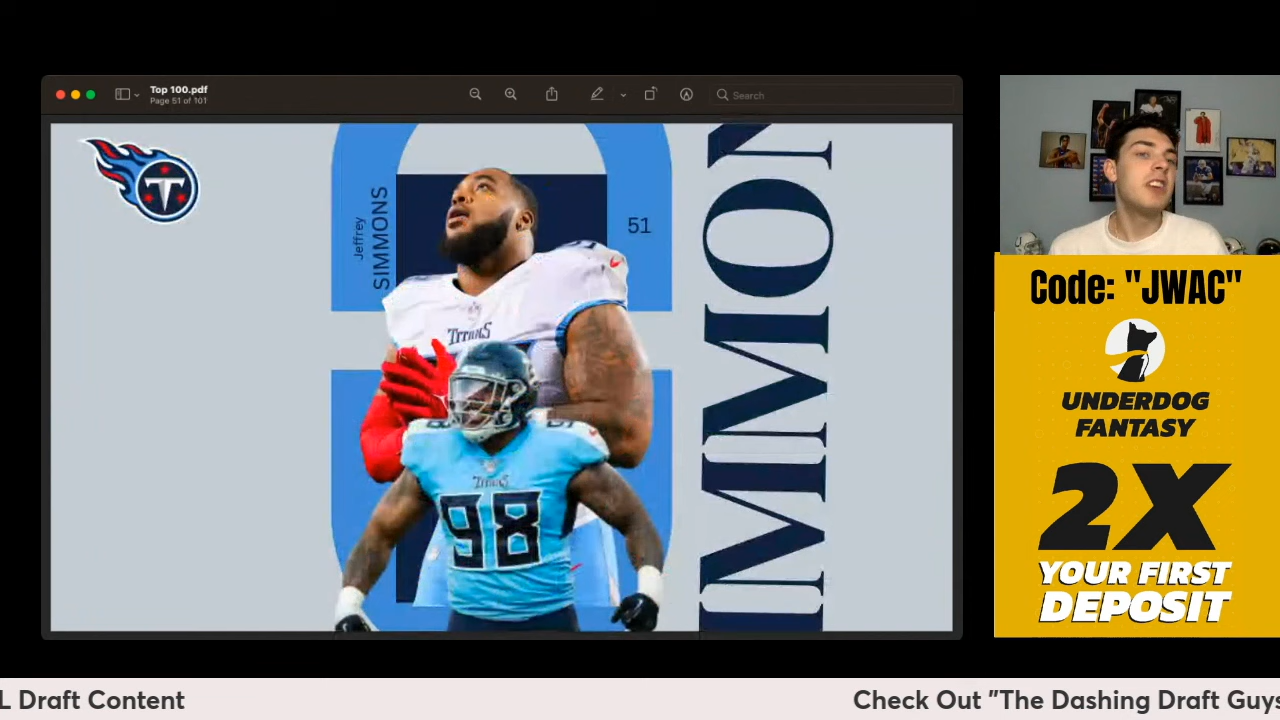 Top 100.pdf
Page 51 of 101
Search
Jeffrey
SIMMONS
51
TITANS
TITANS
98
IMMON
Code: "JWAC"
UNDERDOG
FANTASY
2X
YOUR FIRST
DEPOSIT
L Draft Content
Check Out "The Dashing Draft Guys